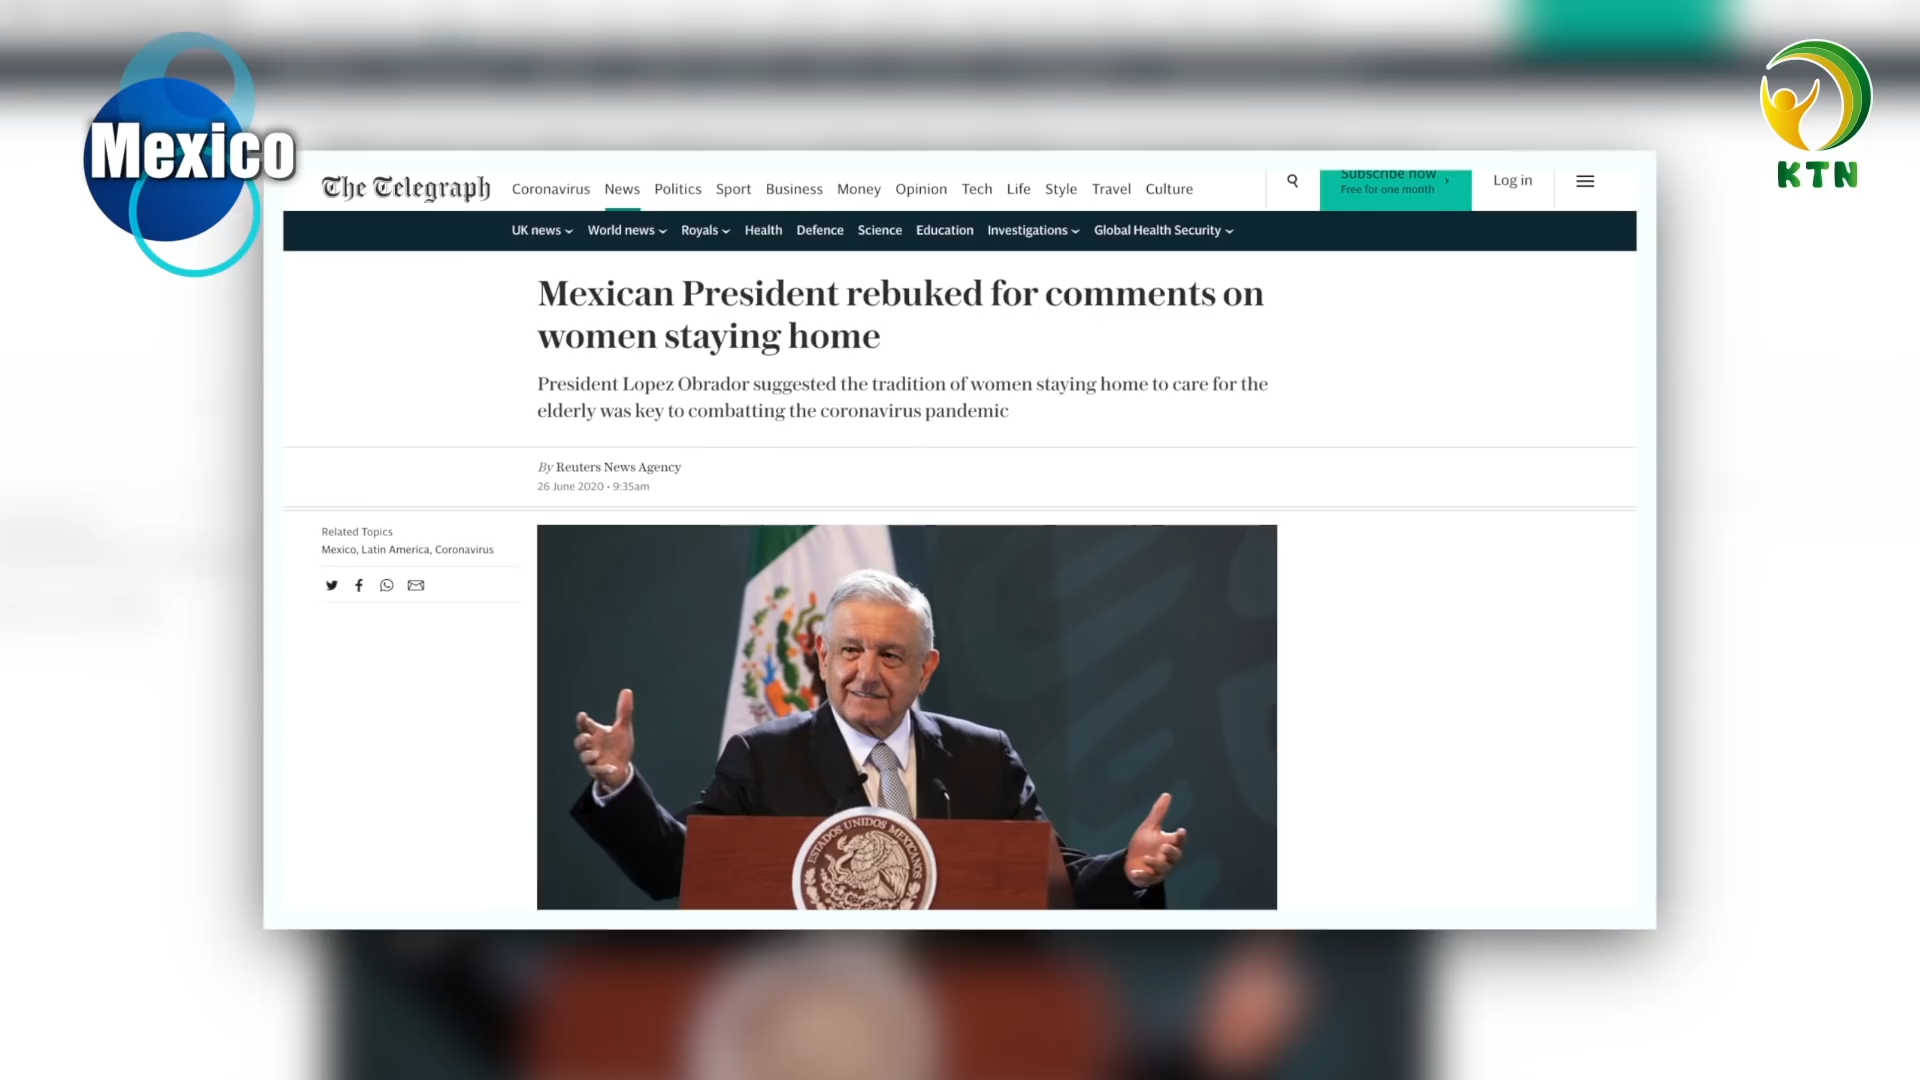 Mexico
KTN
The Telegraph
Coronavirus News Politics Sport Business Money Opinion Tech Life Style Travel Culture
Subscribe now
Free for one month
Log in
UK news World news Royals Health Defence Science Education Investigations Global Health Security
Mexican President rebuked for comments on
women staying home
President Lopez Obrador suggested the tradition of women staying home to care for the
elderly was key to combatting the coronavirus pandemic
By Reuters News Agency
26 June 2020 • 9:35am
Related Topics
Mexico, Latin America, Coronavirus
ESTADOS UNIDOS MEXICANOS